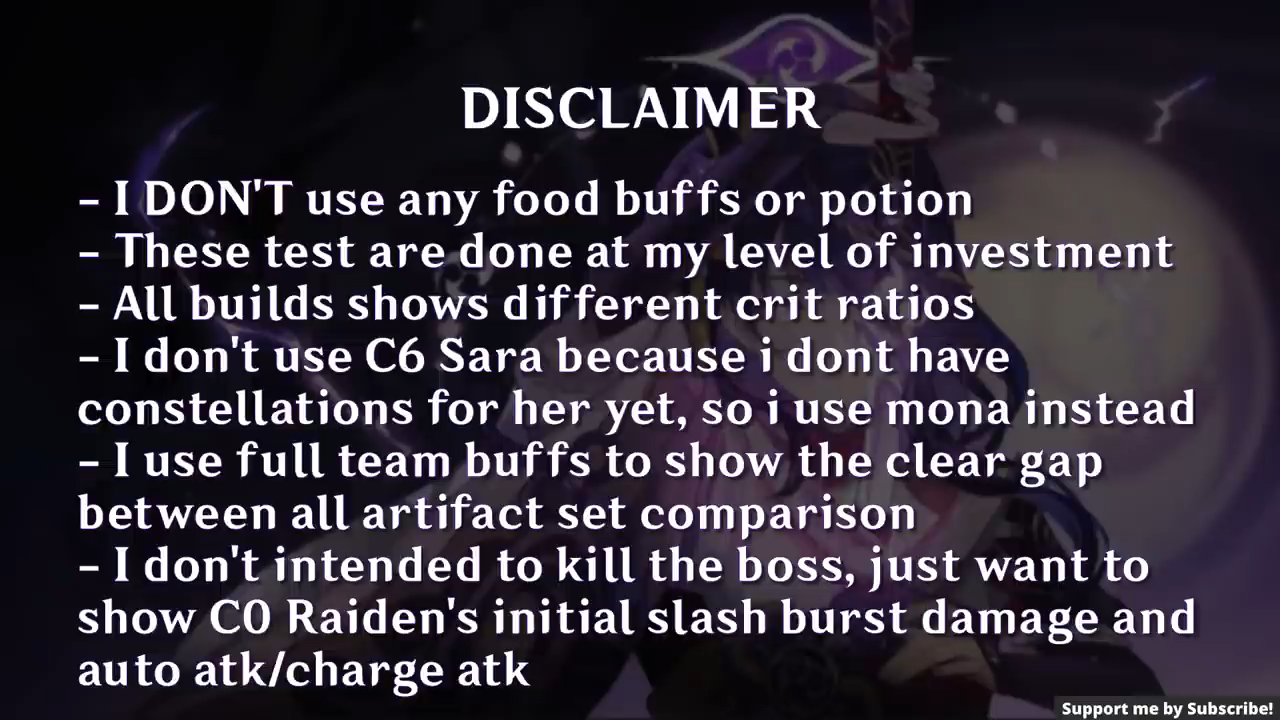 DISCLAIMER
- I DON'T use any food buffs or potion
- These test are done at my level of investment
- All builds shows different crit ratios
- I don't use C6 Sara because i dont have
constellations for her yet, so i use mona instead
- I use full team buffs to show the clear gap
between all artifact set comparison
- I don't intended to kill the boss, just want to
show C0 Raiden's initial slash burst damage and
auto atk/charge atk
Support me by Subscribe!